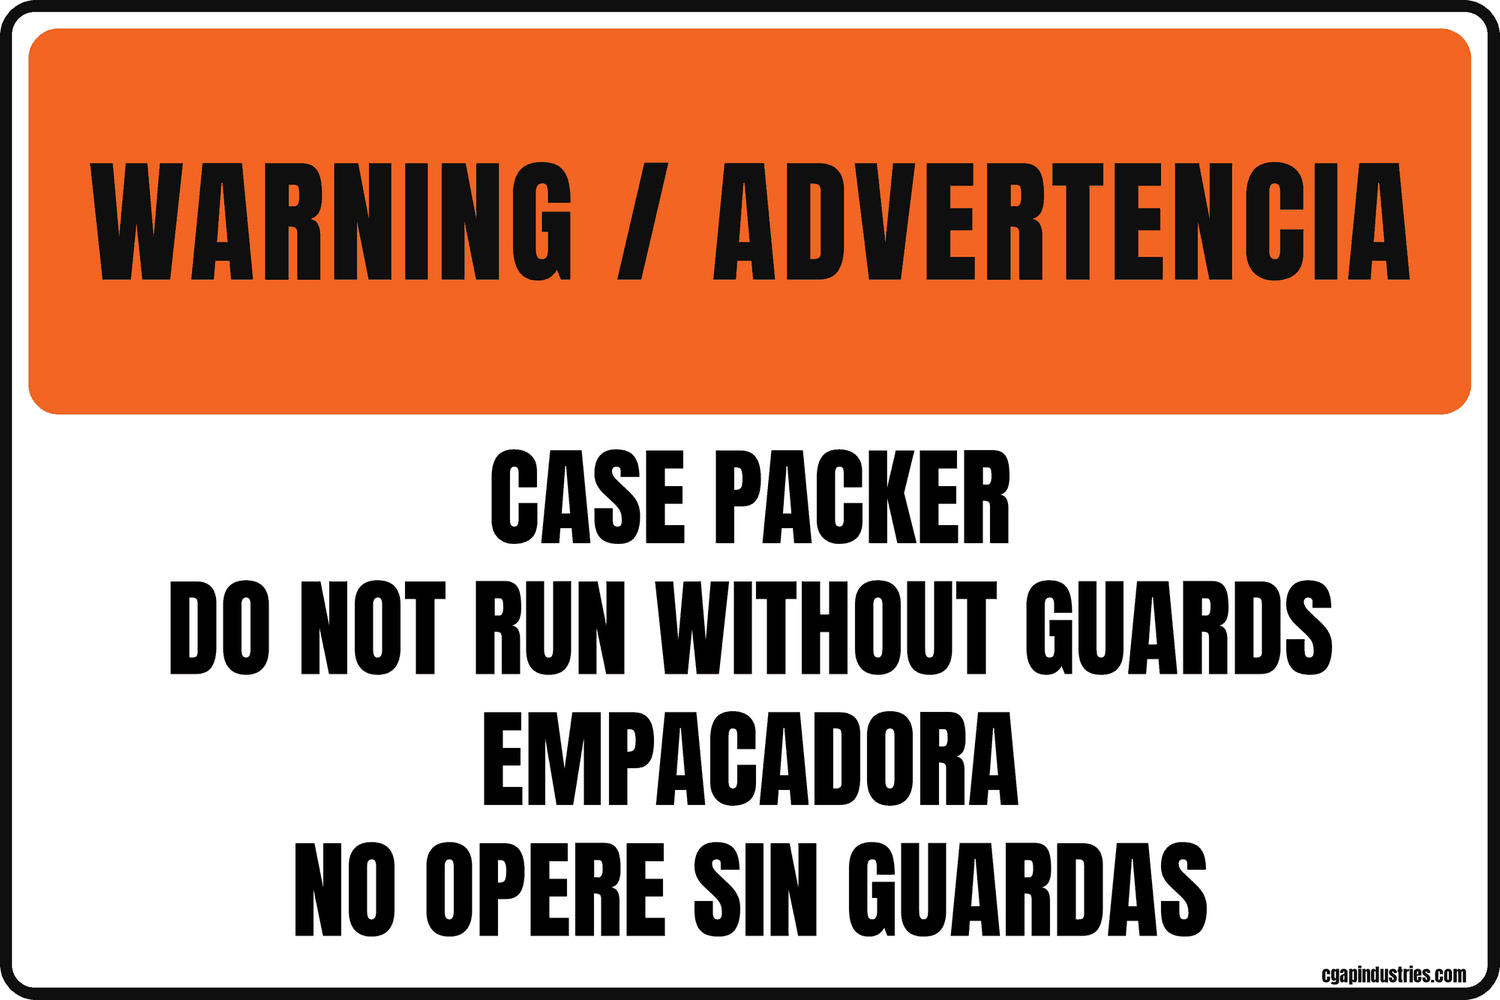 WARNING / ADVERTENCIA
CASE PACKER
DO NOT RUN WITHOUT GUARDS
EMPACADORA
NO OPERE SIN GUARDAS
cgapindustries.com